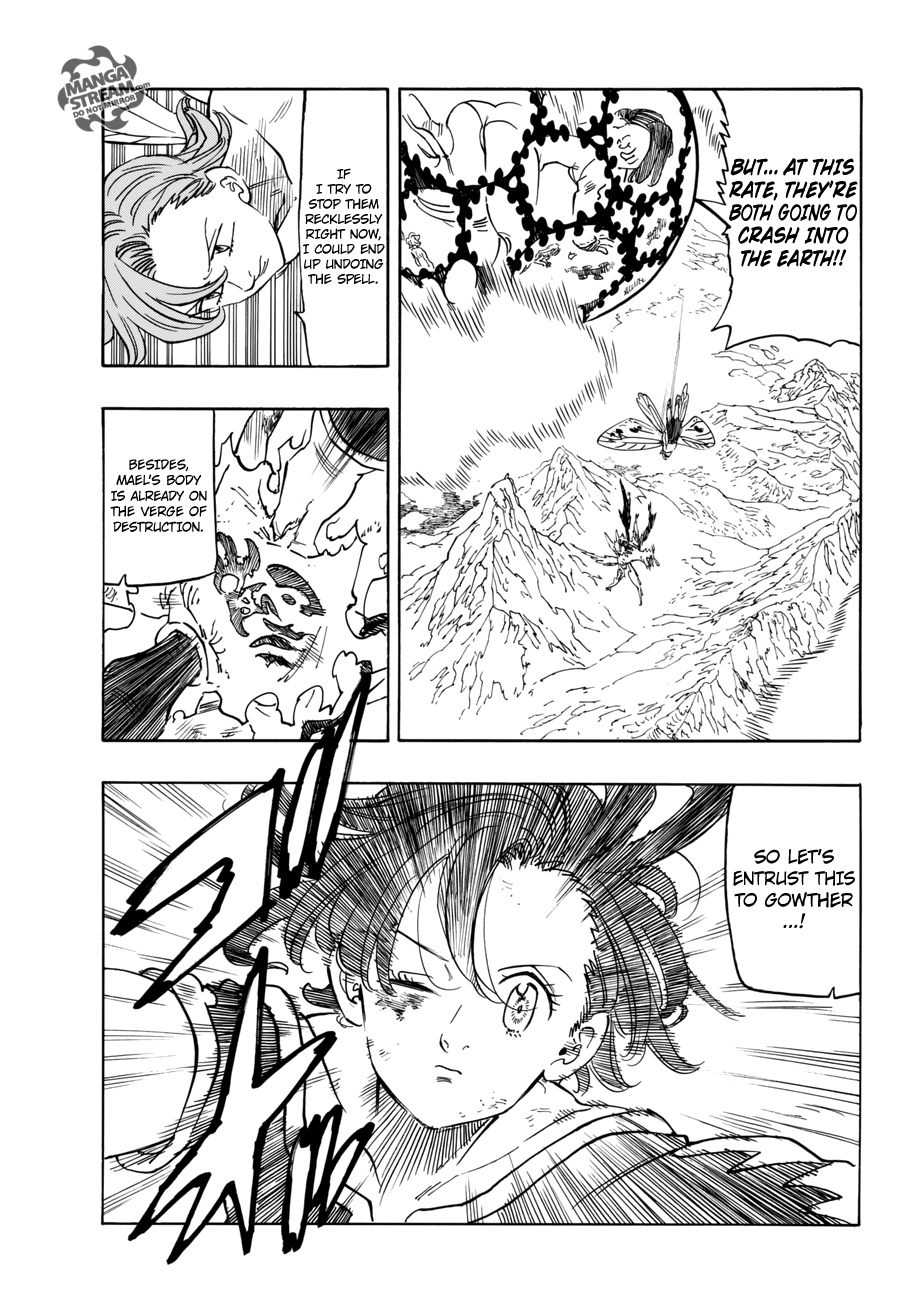 MANGA
STREAM.com
DO NOT MIRROR
BUT... AT THIS
RATE, THEY'RE
BOTH GOING TO
CRASH INTO
THE EARTH!!
IF
I TRY TO
STOP THEM
RECKLESSLY
RIGHT NOW,
I COULD END
UP UNDOING
THE SPELL.
BESIDES,
MAEL'S BODY
IS ALREADY ON
THE VERGE OF
DESTRUCTION.
SO LET'S
ENTRUST THIS
TO GOWTHER
...!